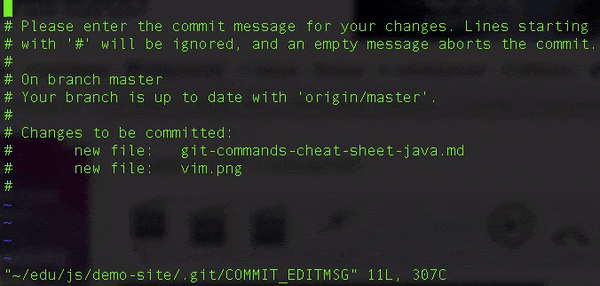 # Please enter the commit message for your changes. Lines starting
# with '#' will be ignored, and an empty message aborts the commit.
#
# On branch master
# Your branch is up to date with 'origin/master'.
#
# Changes to be committed:
#       new file:   git-commands-cheat-sheet-java.md
#       new file:   vim.png
#
~
~
~
~
"~/edu/js/demo-site/.git/COMMIT_EDITMSG" 11L, 307C